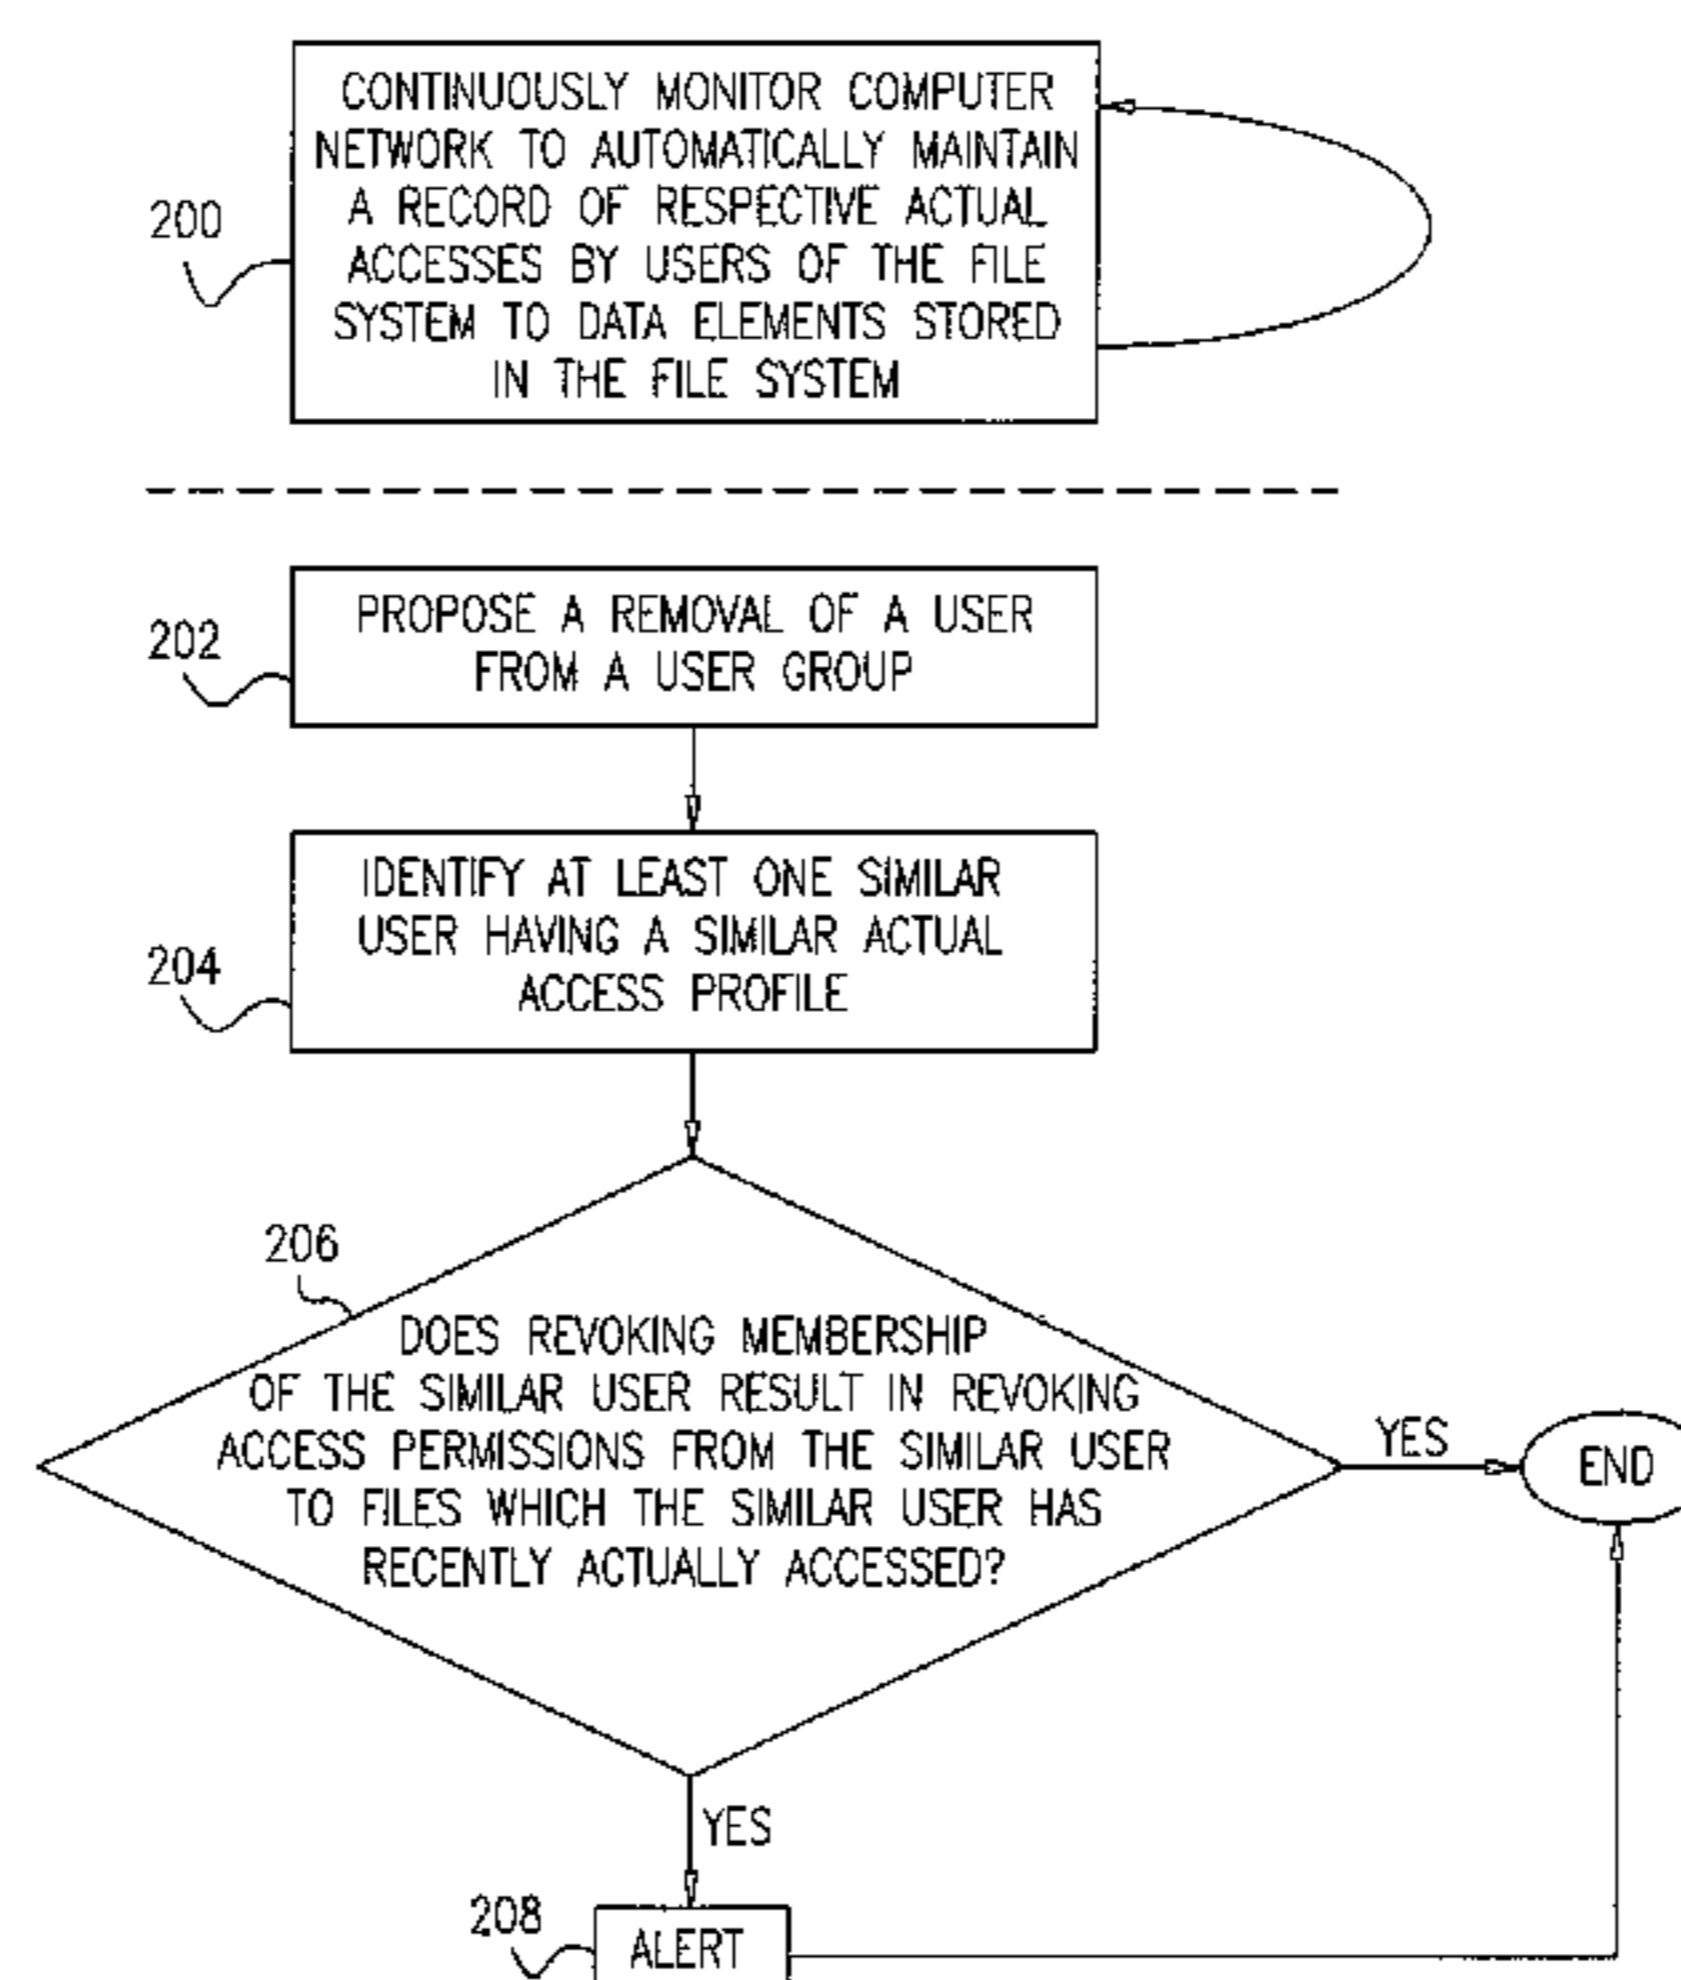 CONTINUOUSLY MONITOR COMPUTER
NETWORK TO AUTOMATICALLY MAINTAIN
A RECORD OF RESPECTIVE ACTUAL
ACCESSES BY USERS OF THE FILE
SYSTEM TO DATA ELEMENTS STORED
IN THE FILE SYSTEM
200
PROPOSE A REMOVAL OF A USER
FROM A USER GROUP
202
IDENTIFY AT LEAST ONE SIMILAR
USER HAVING A SIMILAR ACTUAL
ACCESS PROFILE
204
206
DOES REVOKING MEMBERSHIP
OF THE SIMILAR USER RESULT IN REVOKING
ACCESS PERMISSIONS FROM THE SIMILAR USER
TO FILES WHICH THE SIMILAR USER HAS
RECENTLY ACTUALLY ACCESSED?
YES
END
YES
208
ALERT